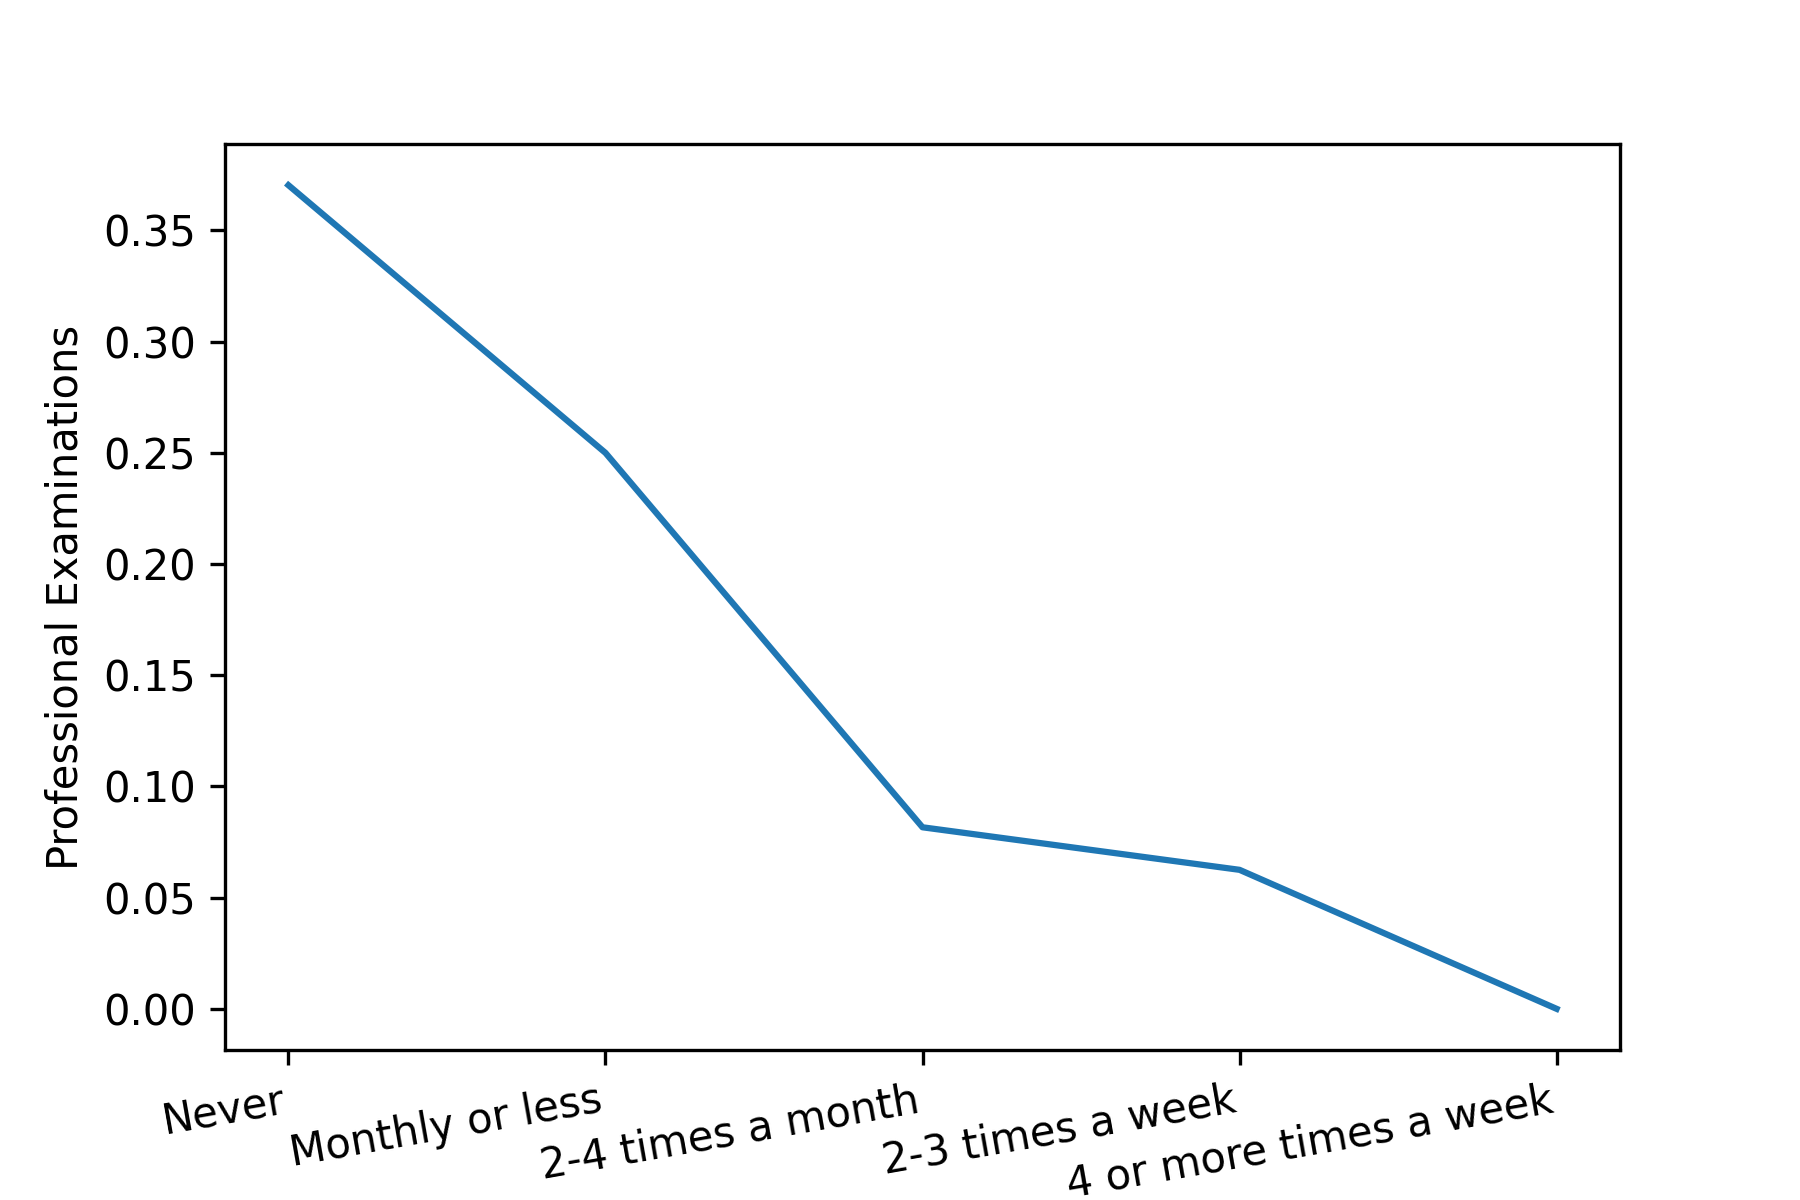 Professional Examinations
0.35
0.30
0.25
0.20
0.15
0.10
0.05
0.00
Never
Monthly or less
2-4 times a month
2-3 times a week
4 or more times a week